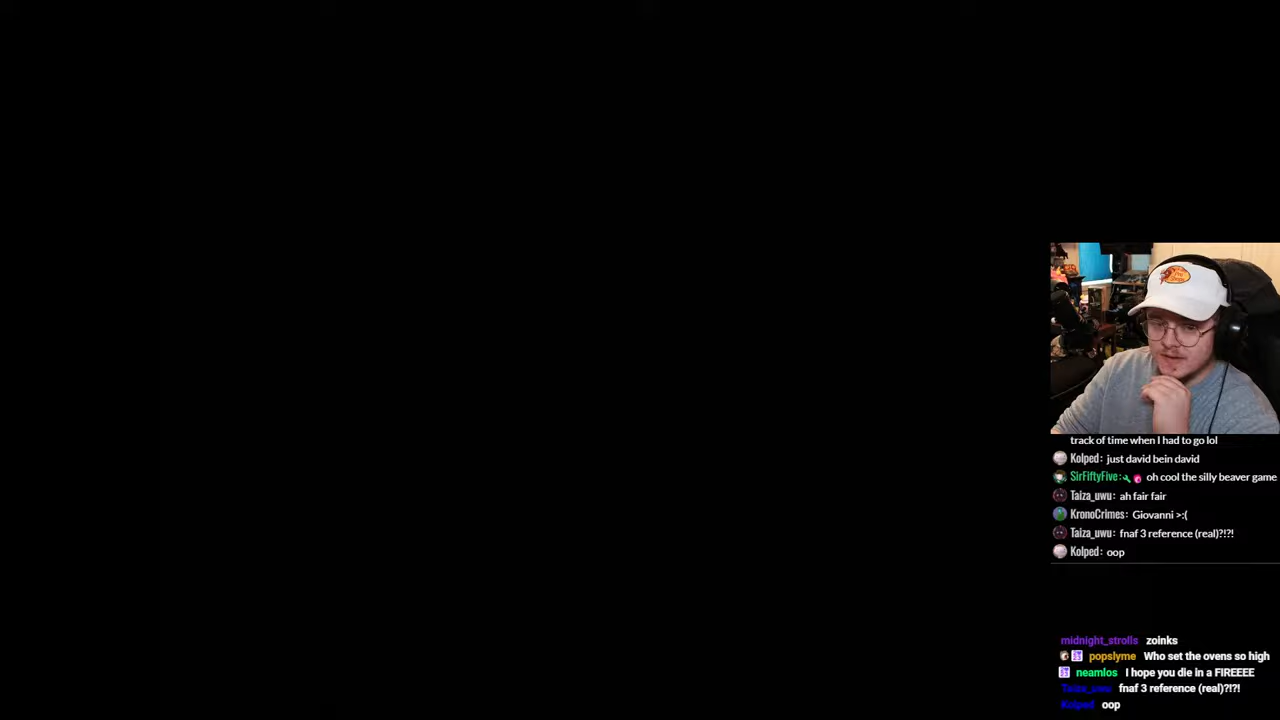 track of time when I had to go lol
Kolped: just david bein david
SirFiftyFive: oh cool the silly beaver game
Taiza_uwu: ah fair fair
KronoCrimes: Giovanni >:(
Taiza_uwu: fnaf 3 reference (real)?!?!
Kolped: oop
midnight_strolls zoinks
popslyme Who set the ovens so high
neamlos I hope you die in a FIREEEE
Taiza_uwu fnaf 3 reference (real)?!?!
Kolped oop